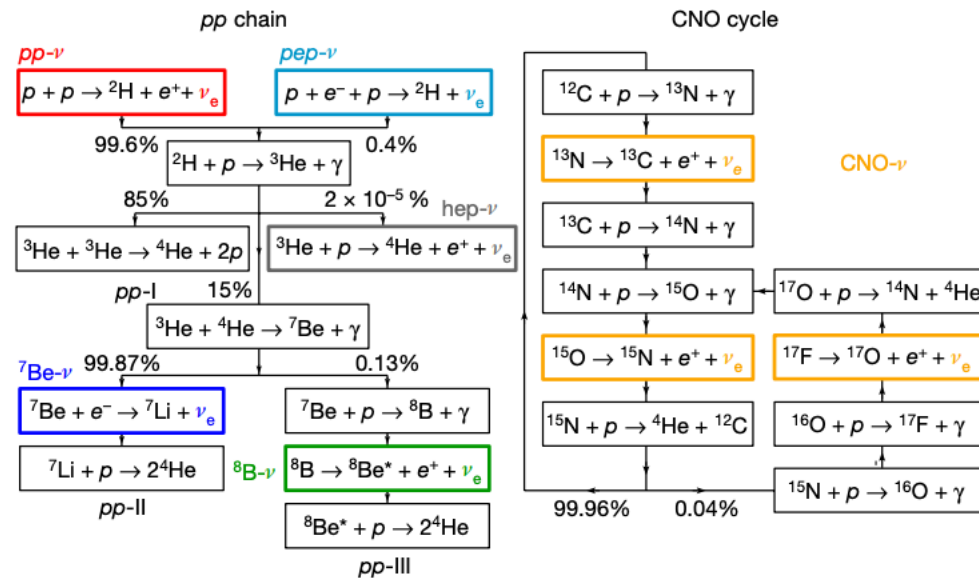 pp chain
pp-ν
pep-ν
p + p → ²H + e⁺ + νₑ
p + e⁻ + p → ²H + νₑ
99.6%
0.4%
²H + p → ³He + γ
85%
2 × 10⁻⁵ %
hep-ν
³He + ³He → ⁴He + 2p
³He + p → ⁴He + e⁺ + νₑ
pp-I
15%
³He + ⁴He → ⁷Be + γ
⁷Be-ν
99.87%
0.13%
⁷Be + e⁻ → ⁷Li + νₑ
⁷Be + p → ⁸B + γ
⁷Li + p → 2⁴He
⁸B-ν
⁸B → ⁸Be* + e⁺ + νₑ
pp-II
⁸Be* + p → 2⁴He
pp-III
CNO cycle
¹²C + p → ¹³N + γ
¹³N → ¹³C + e⁺ + νₑ
CNO-ν
¹³C + p → ¹⁴N + γ
¹⁴N + p → ¹⁵O + γ
¹⁷O + p → ¹⁴N + ⁴He
¹⁵O → ¹⁵N + e⁺ + νₑ
¹⁷F → ¹⁷O + e⁺ + νₑ
¹⁵N + p → ⁴He + ¹²C
¹⁶O + p → ¹⁷F + γ
¹⁵N + p → ¹⁶O + γ
99.96%
0.04%